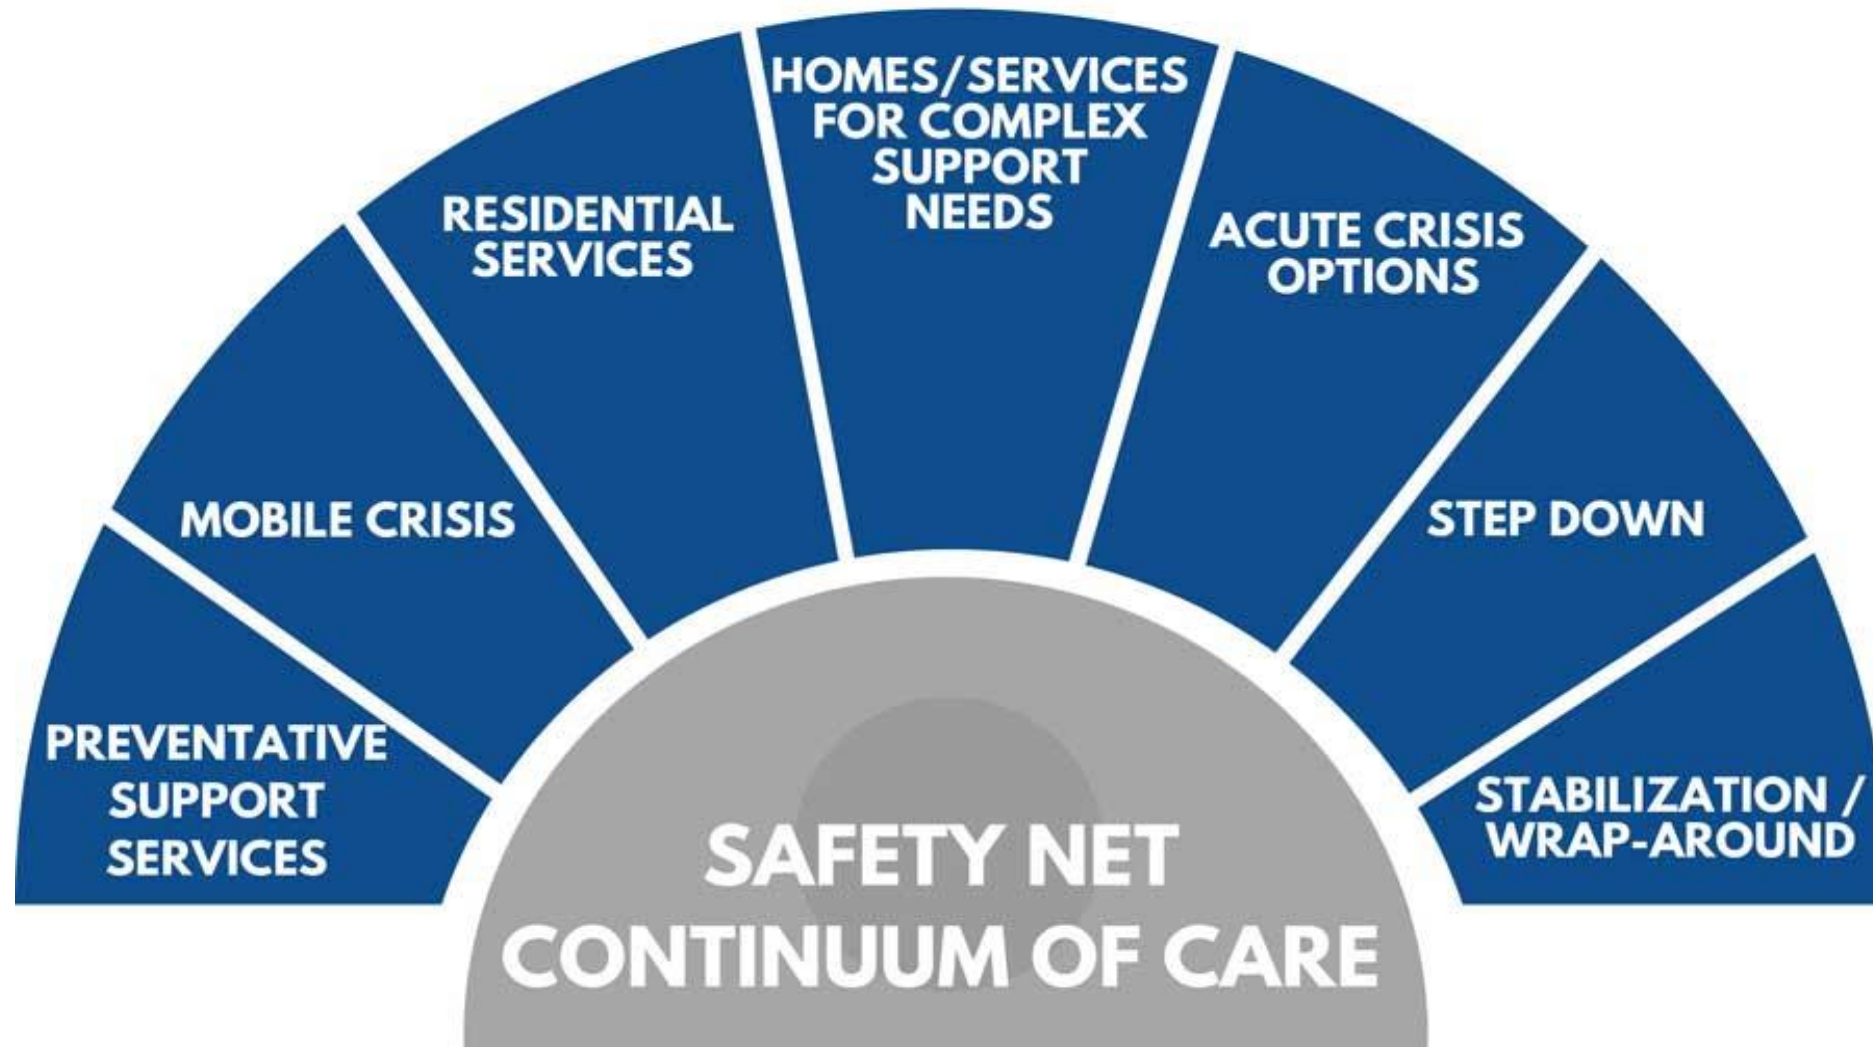 PREVENTATIVE
SUPPORT
SERVICES
MOBILE CRISIS
RESIDENTIAL
SERVICES
HOMES/SERVICES
FOR COMPLEX
SUPPORT
NEEDS
ACUTE CRISIS
OPTIONS
STEP DOWN
STABILIZATION /
WRAP-AROUND
SAFETY NET
CONTINUUM OF CARE